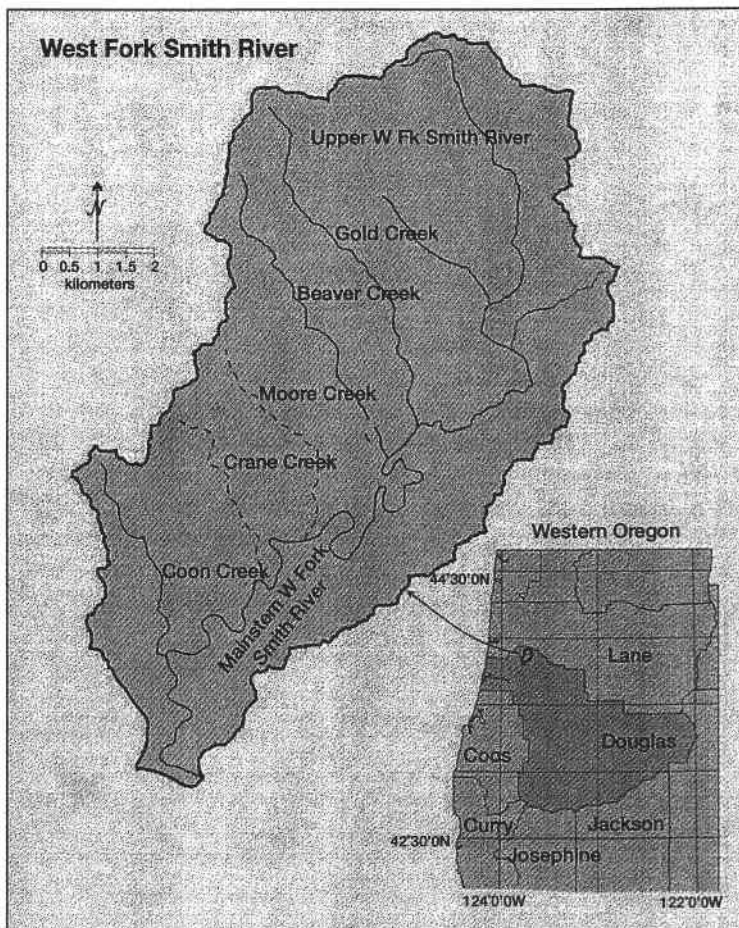 West Fork Smith River
Upper W Fk Smith River
N
0 0.5 1 2
kilometers
Gold Creek
Beaver Creek
Moore Creek
Crane Creek
Coon Creek
Mainstem W Fork
Smith River
Western Oregon
44°30'0N
Lane
Douglas
Coos
Curry
Jackson
42°30'0N
Josephine
124°0'0W
122°0'0W